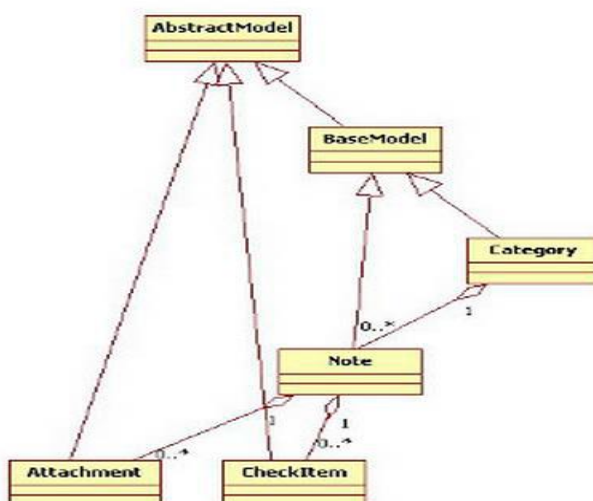 AbstractModel
BaseModel
Category
0..*
1
Note
1
1
0..*
0..*
Attachment
CheckItem